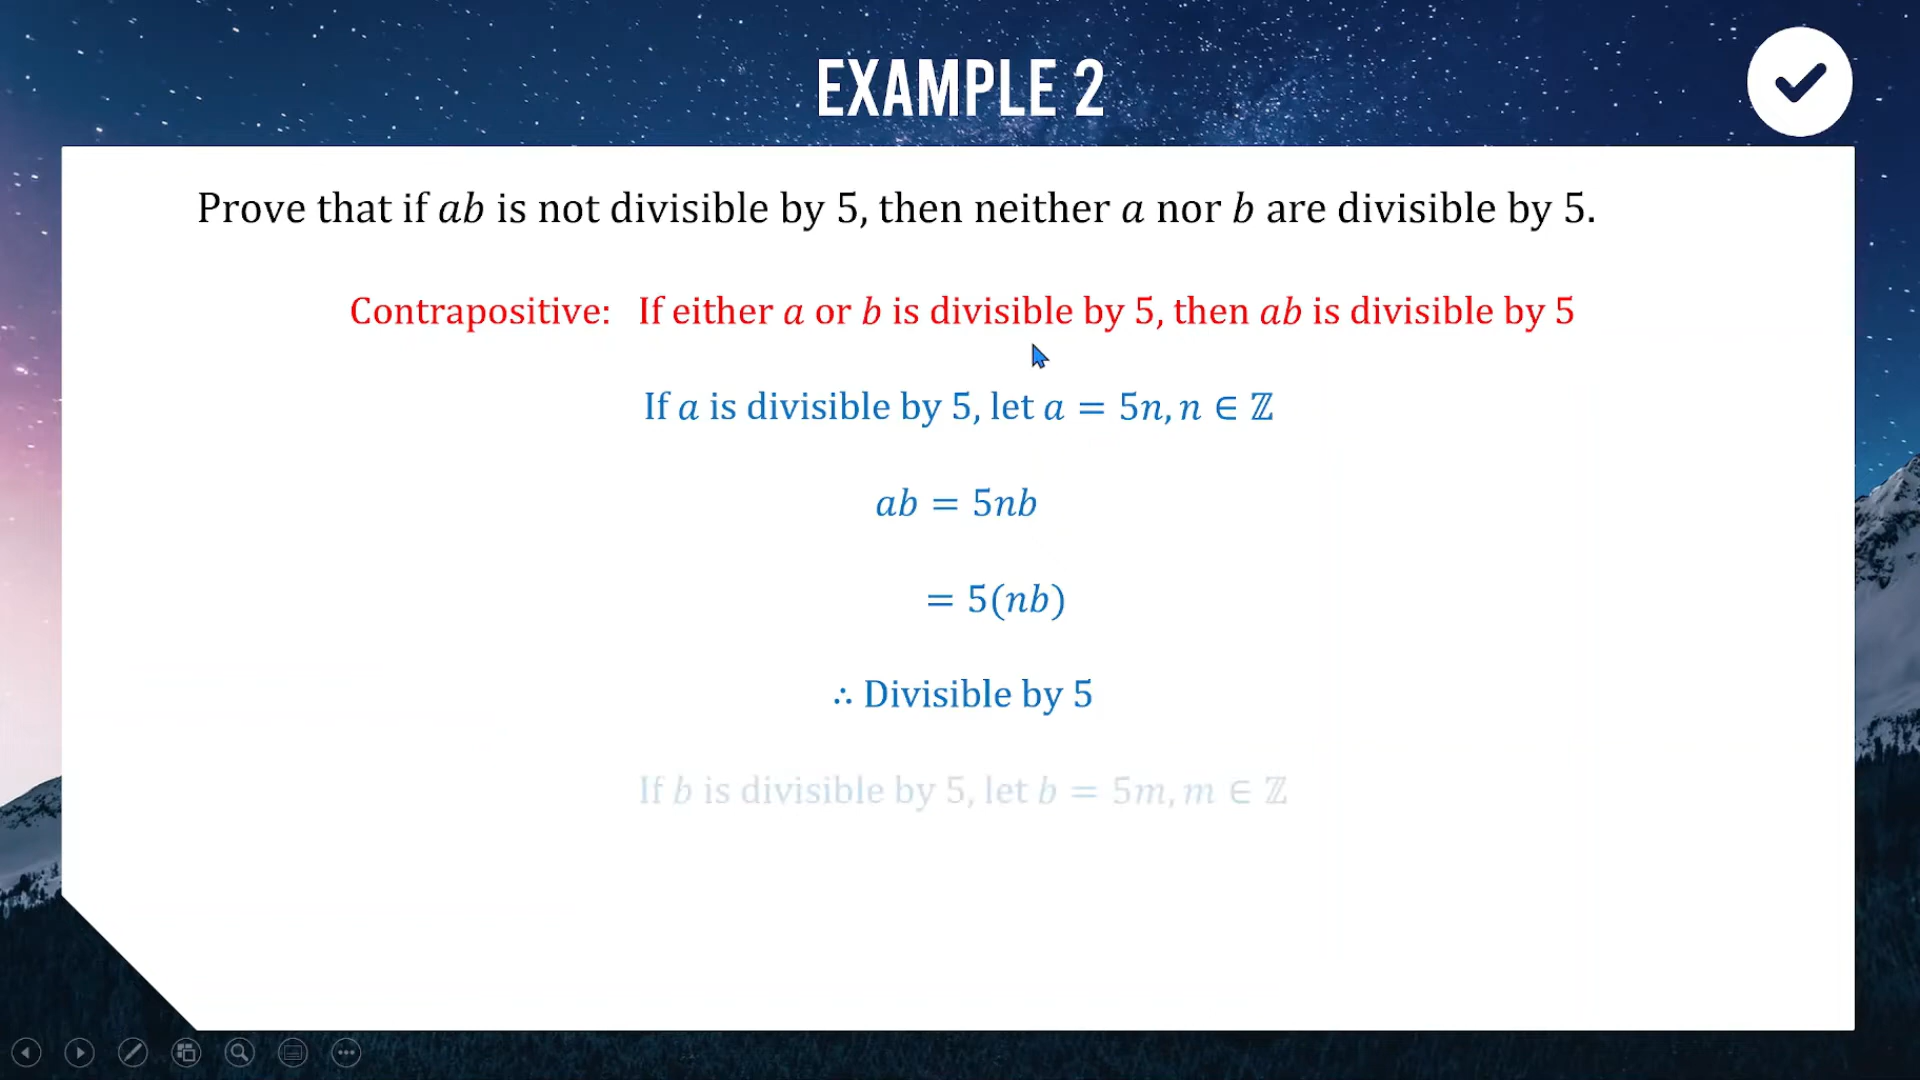 EXAMPLE 2
Prove that if ab is not divisible by 5, then neither a nor b are divisible by 5.
Contrapositive: If either a or b is divisible by 5, then ab is divisible by 5
If a is divisible by 5, let a = 5n, n ∈ ℤ
ab = 5nb
= 5(nb)
∴ Divisible by 5
If b is divisible by 5, let b = 5m, m ∈ ℤ